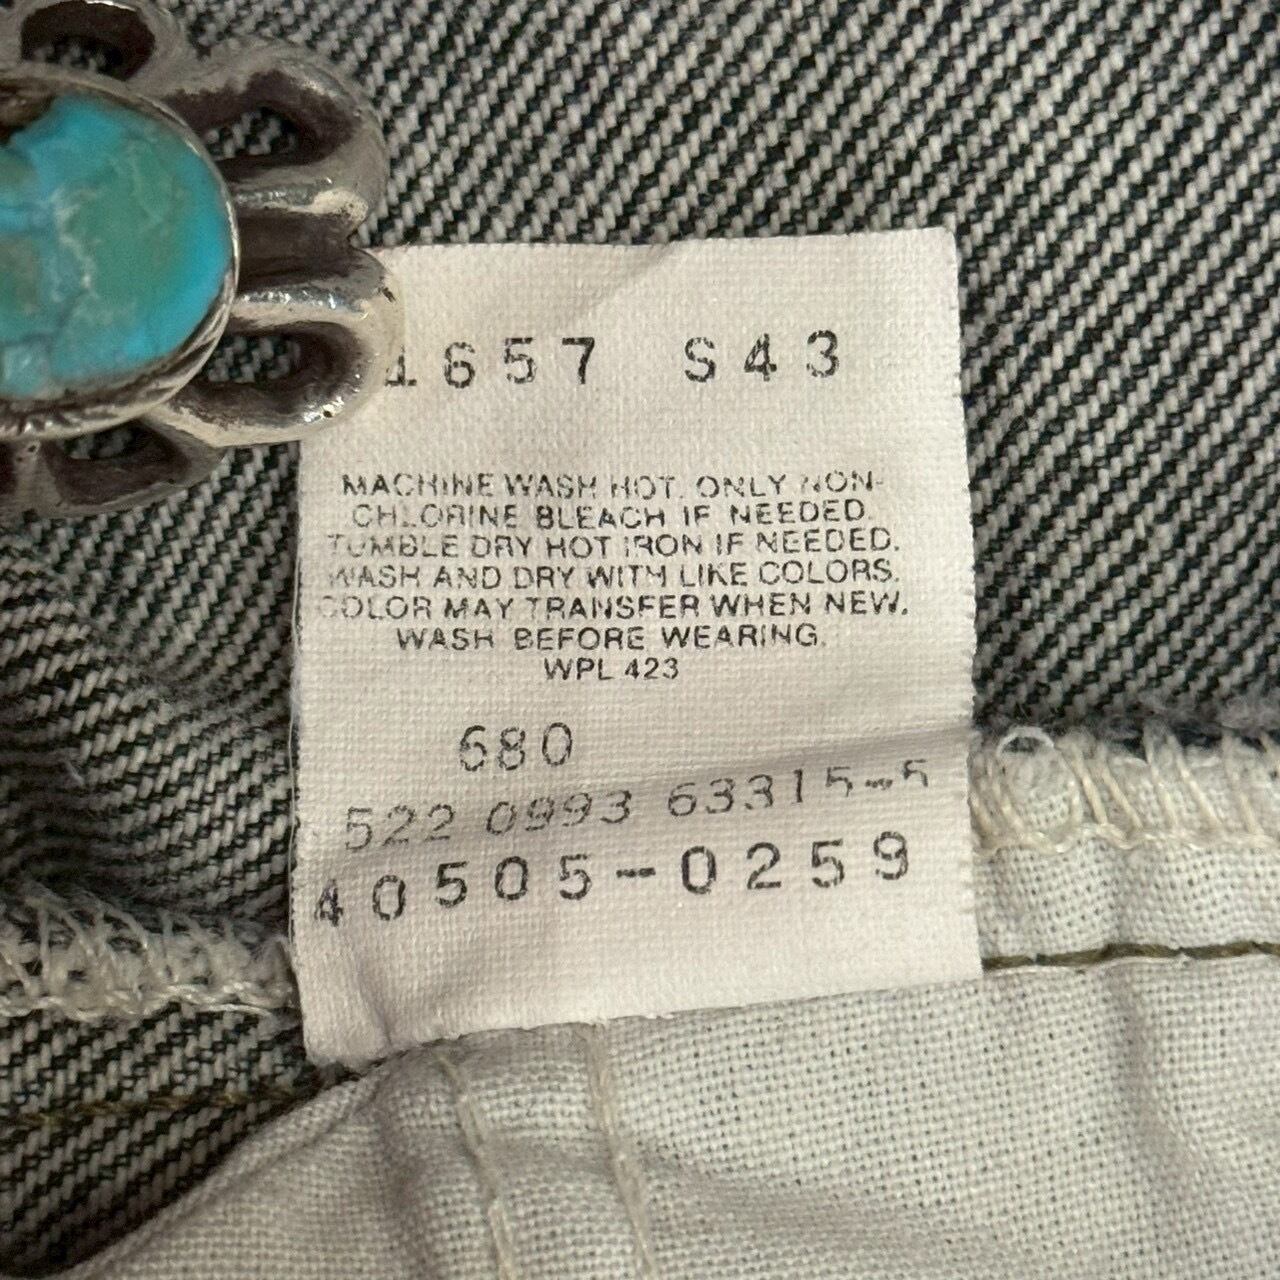 1657 S43
MACHINE WASH HOT. ONLY NON-
CHLORINE BLEACH IF NEEDED.
TUMBLE DRY HOT IRON IF NEEDED.
WASH AND DRY WITH LIKE COLORS.
COLOR MAY TRANSFER WHEN NEW.
WASH BEFORE WEARING.
WPL 423
680
522 0993 63315-5
40505-0259